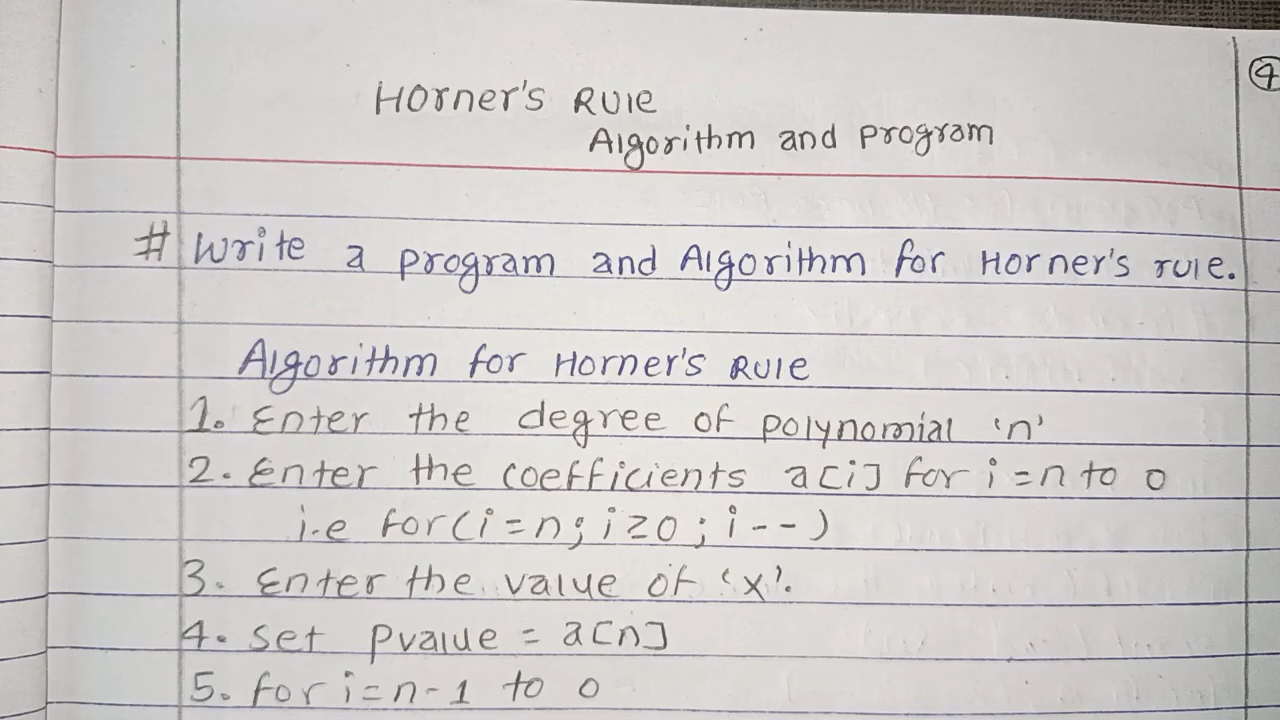 ④
Horner's Rule
Algorithm and program
# Write a program and Algorithm for Horner's rule.
Algorithm for Horner's Rule
1. Enter the degree of polynomial 'n'
2. Enter the coefficients a[i] for i=n to 0
i.e for(i=n; i≥0; i--)
3. Enter the value of 'x'.
4. set pvalue = a[n]
5. for i=n-1 to 0